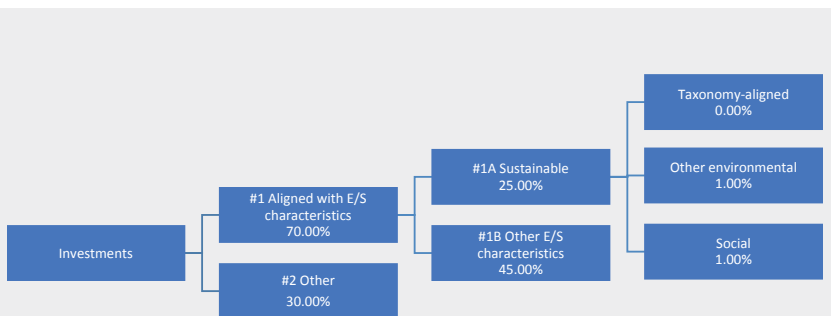 Investments
#1 Aligned with E/S
characteristics
70.00%
#2 Other
30.00%
#1A Sustainable
25.00%
#1B Other E/S
characteristics
45.00%
Taxonomy-aligned
0.00%
Other environmental
1.00%
Social
1.00%